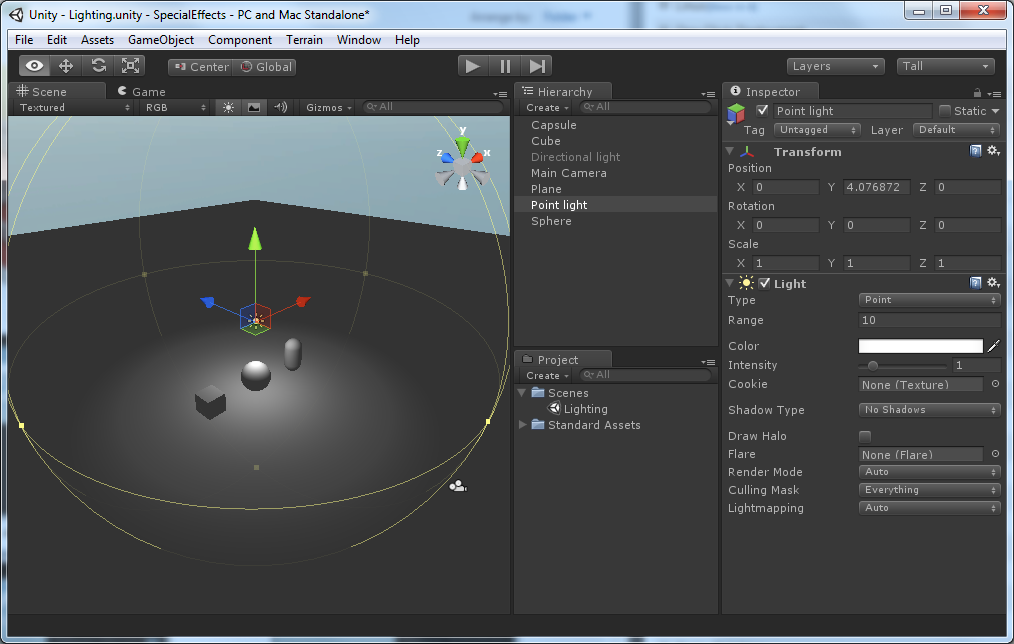 Unity - Lighting.unity - SpecialEffects - PC and Mac Standalone*
File Edit Assets GameObject Component Terrain Window Help
Center Global Layers Tall
Scene Game
Textured RGB Gizmos All
y
z x
Hierarchy
Create All
Capsule
Cube
Directional light
Main Camera
Plane
Point light
Sphere
Project
Create All
Scenes
Lighting
Standard Assets
Inspector
Point light Static
Tag Untagged Layer Default
Transform
Position
X 0 Y 4.076872 Z 0
Rotation
X 0 Y 0 Z 0
Scale
X 1 Y 1 Z 1
Light
Type Point
Range 10
Color
Intensity 1
Cookie None (Texture)
Shadow Type No Shadows
Draw Halo
Flare None (Flare)
Render Mode Auto
Culling Mask Everything
Lightmapping Auto